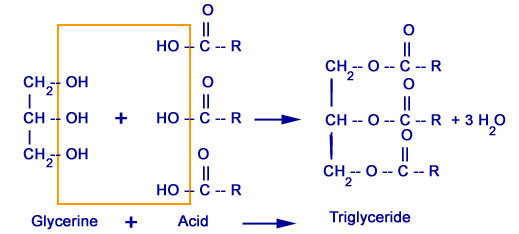 O
||
HO -- C -- R
CH2-- OH
|
CH -- OH
|
CH2-- OH
+
O
||
HO -- C -- R
O
||
HO -- C -- R
O
||
CH2-- O -- C -- R
|
O
||
CH -- O -- C -- R + 3 H2O
|
O
||
CH2-- O -- C -- R
Glycerine + Acid Triglyceride